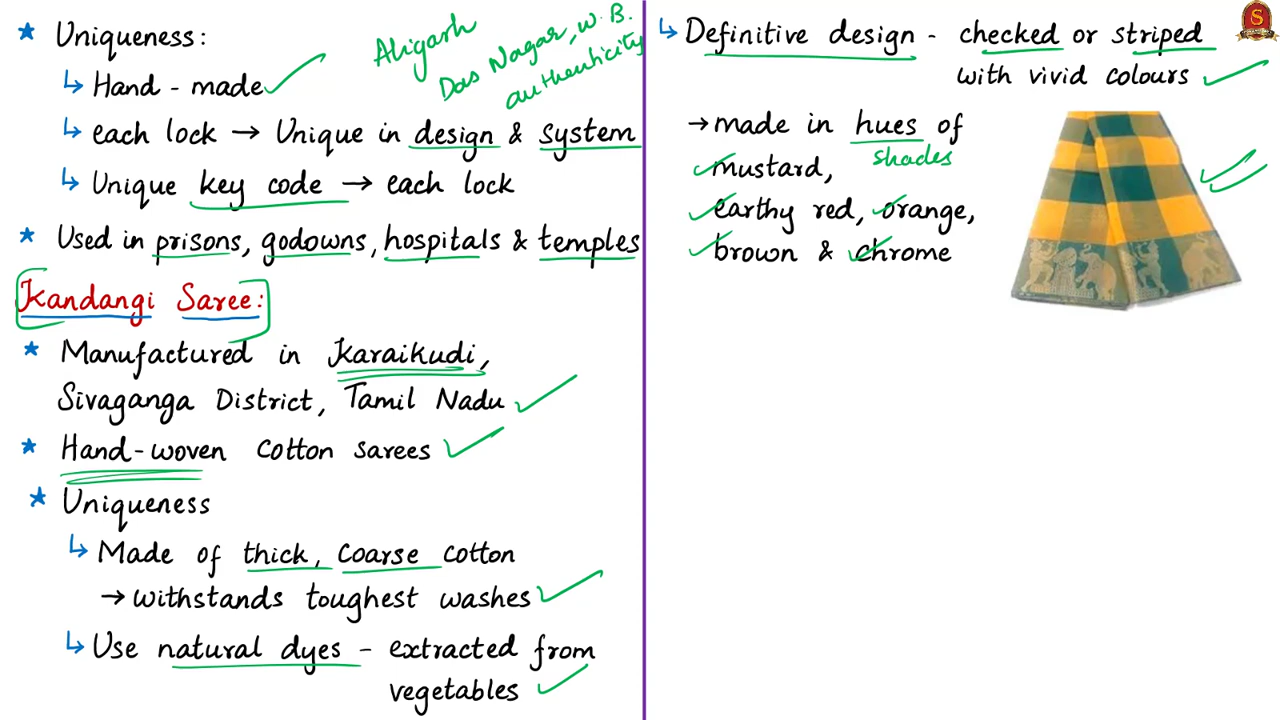 * Uniqueness:
↳ Hand-made
Aligarh
Das Nagar, W.B.
authenticity
↳ each lock → Unique in design & system
↳ Unique key code → each lock
* Used in prisons, godowns, hospitals & temples
Kandangi Saree:
* Manufactured in Karaikudi,
Sivaganga District, Tamil Nadu
* Hand-woven Cotton sarees
* Uniqueness
↳ Made of thick, coarse cotton
→ withstands toughest washes
↳ Use natural dyes - extracted from
vegetables
↳ Definitive design - checked or striped
with vivid colours
→ made in hues of
shades
mustard,
earthy red, orange,
brown & chrome
S